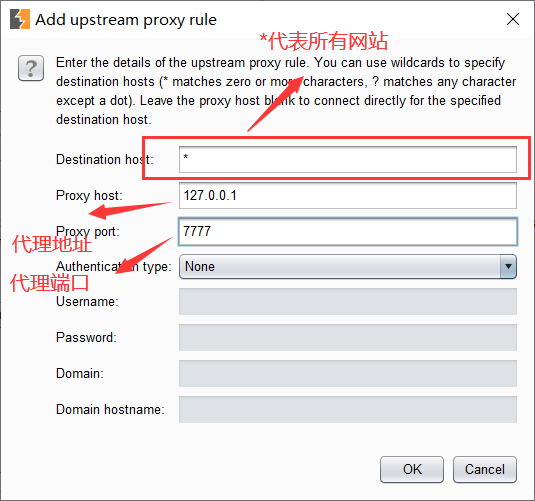 Add upstream proxy rule
*代表所有网站
Enter the details of the upstream proxy rule. You can use wildcards to specify
destination hosts (* matches zero or more characters, ? matches any character
except a dot). Leave the proxy host blank to connect directly for the specified
destination host.
Destination host: *
Proxy host: 127.0.0.1
Proxy port: 7777
代理地址
Authentication type: None
代理端口
Username:
Password:
Domain:
Domain hostname:
OK Cancel